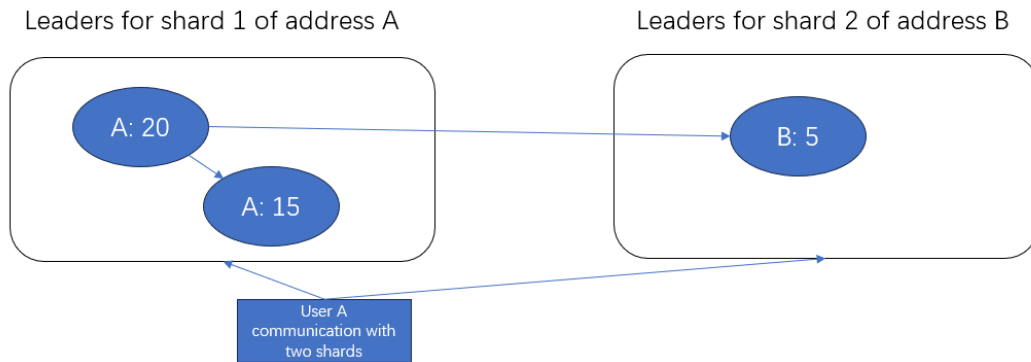 Leaders for shard 1 of address A
Leaders for shard 2 of address B
A: 20
B: 5
A: 15
User A
communication with
two shards